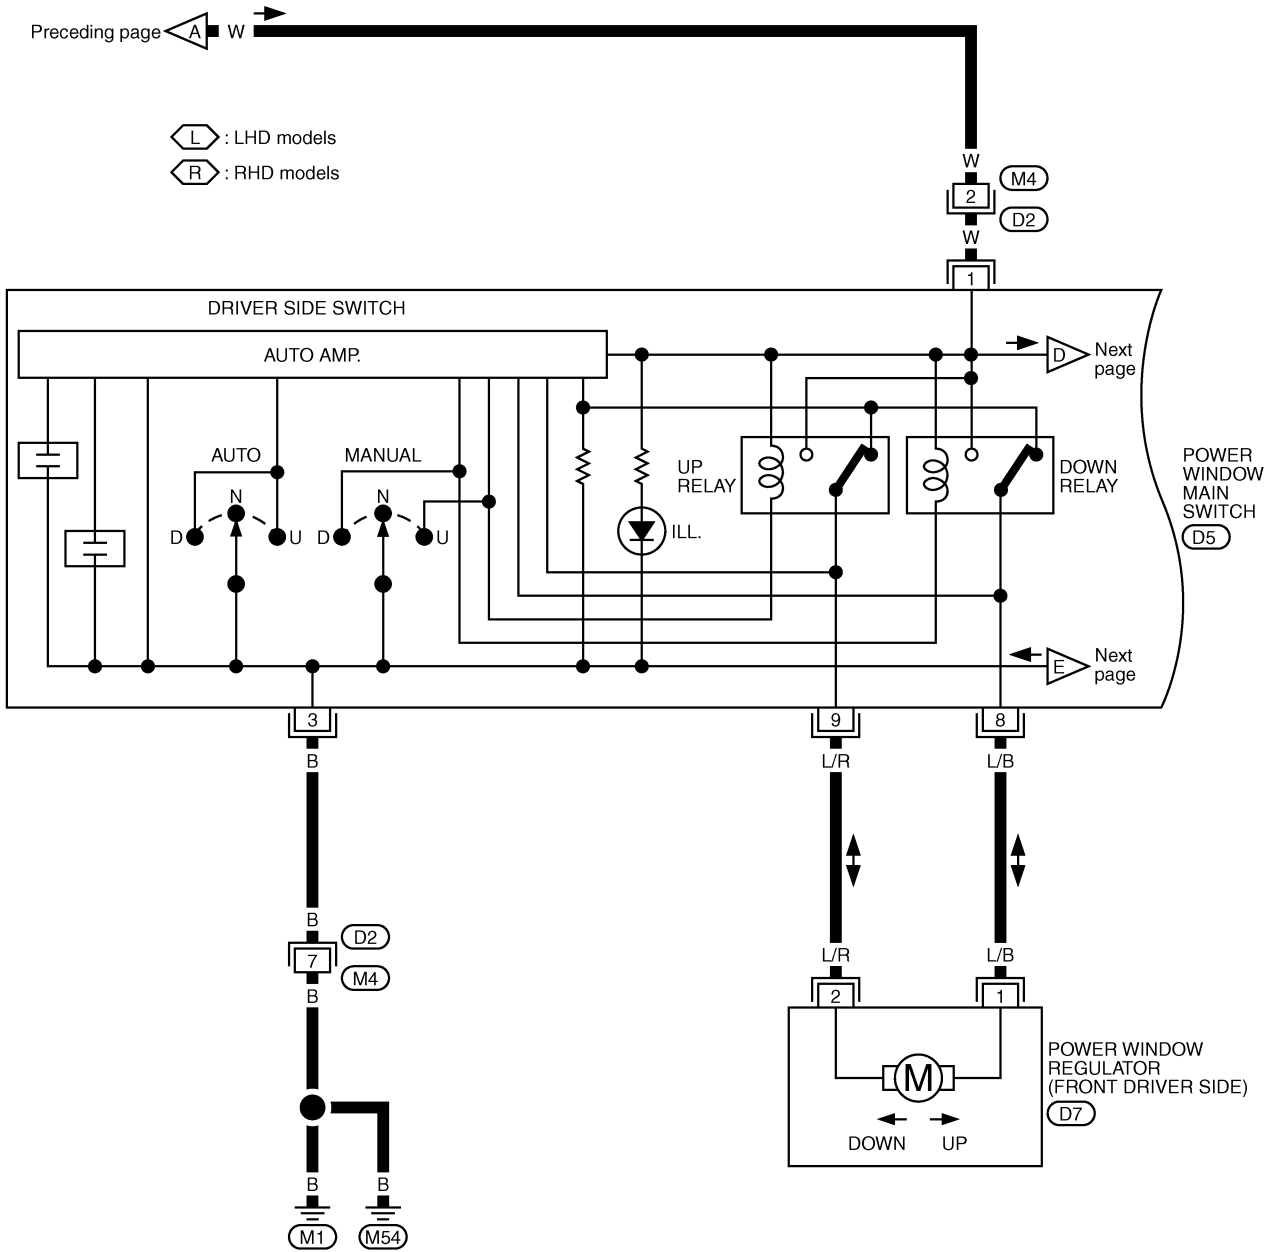 Preceding page
A
W
L : LHD models
R : RHD models
W
2
M4
D2
W
1
DRIVER SIDE SWITCH
AUTO AMP.
D
Next
page
AUTO
MANUAL
N
D
U
N
D
U
UP
RELAY
DOWN
RELAY
ILL.
POWER
WINDOW
MAIN
SWITCH
D5
E
Next
page
3
9
8
B
L/R
L/B
B
D2
7
M4
B
L/R
L/B
2
1
M
DOWN
UP
POWER WINDOW
REGULATOR
(FRONT DRIVER SIDE)
D7
B
B
M1
M54